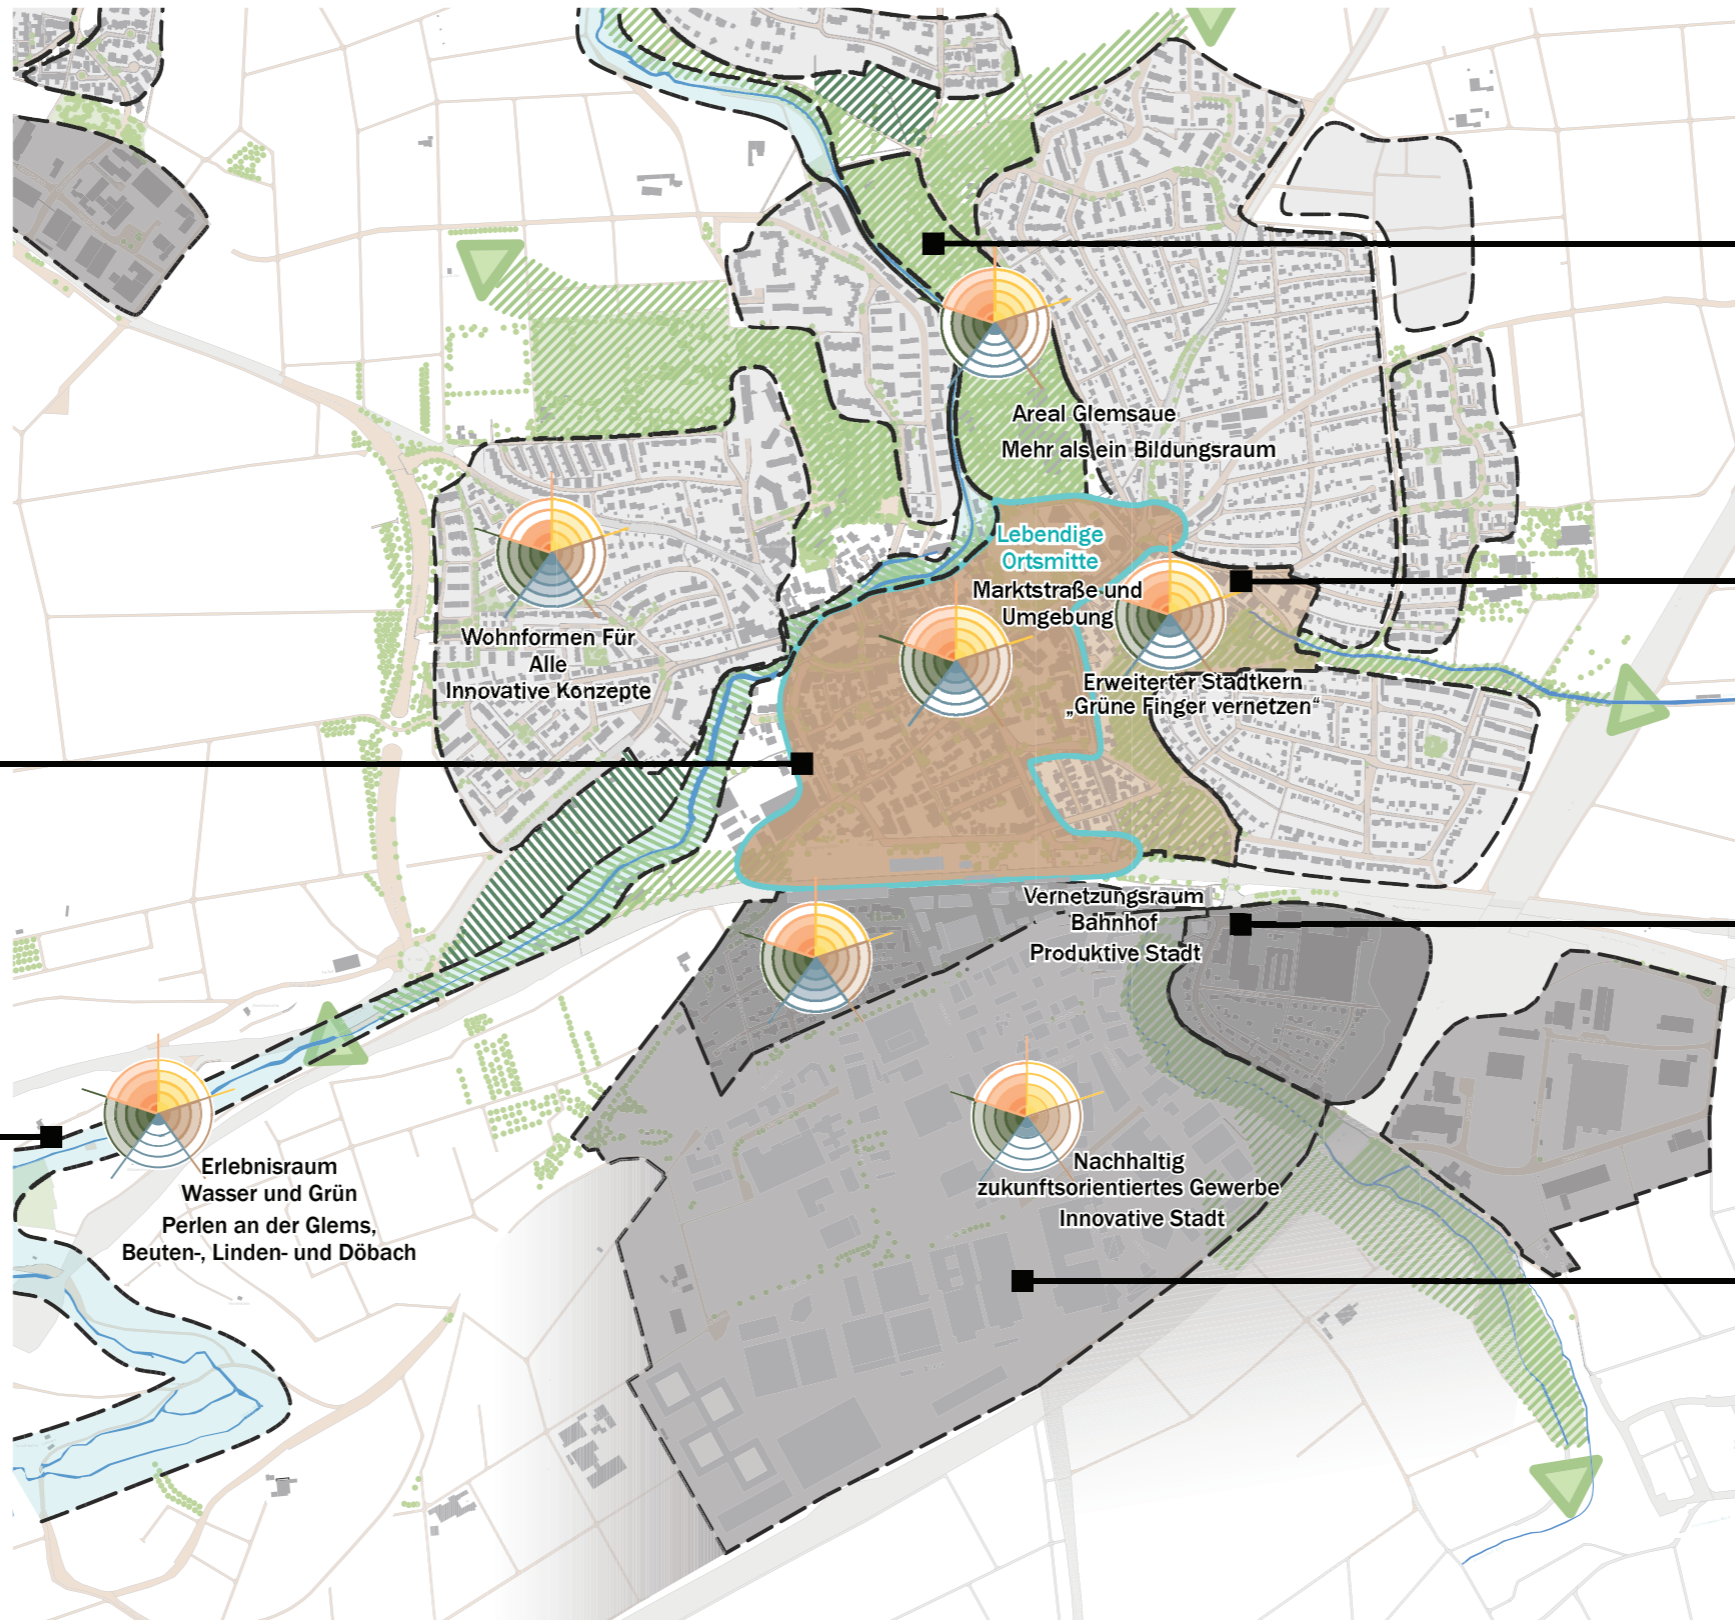 Areal Glemsaue
Mehr als ein Bildungsraum
Lebendige
Ortsmitte
Marktstraße und
Umgebung
Wohnformen Für
Alle
Innovative Konzepte
Erweiterter Stadtkern
„Grüne Finger vernetzen“
Vernetzungsraum
Bahnhof
Produktive Stadt
Erlebnisraum
Wasser und Grün
Perlen an der Glems,
Beuten-, Linden- und Döbach
Nachhaltig
zukunftsorientiertes Gewerbe
Innovative Stadt